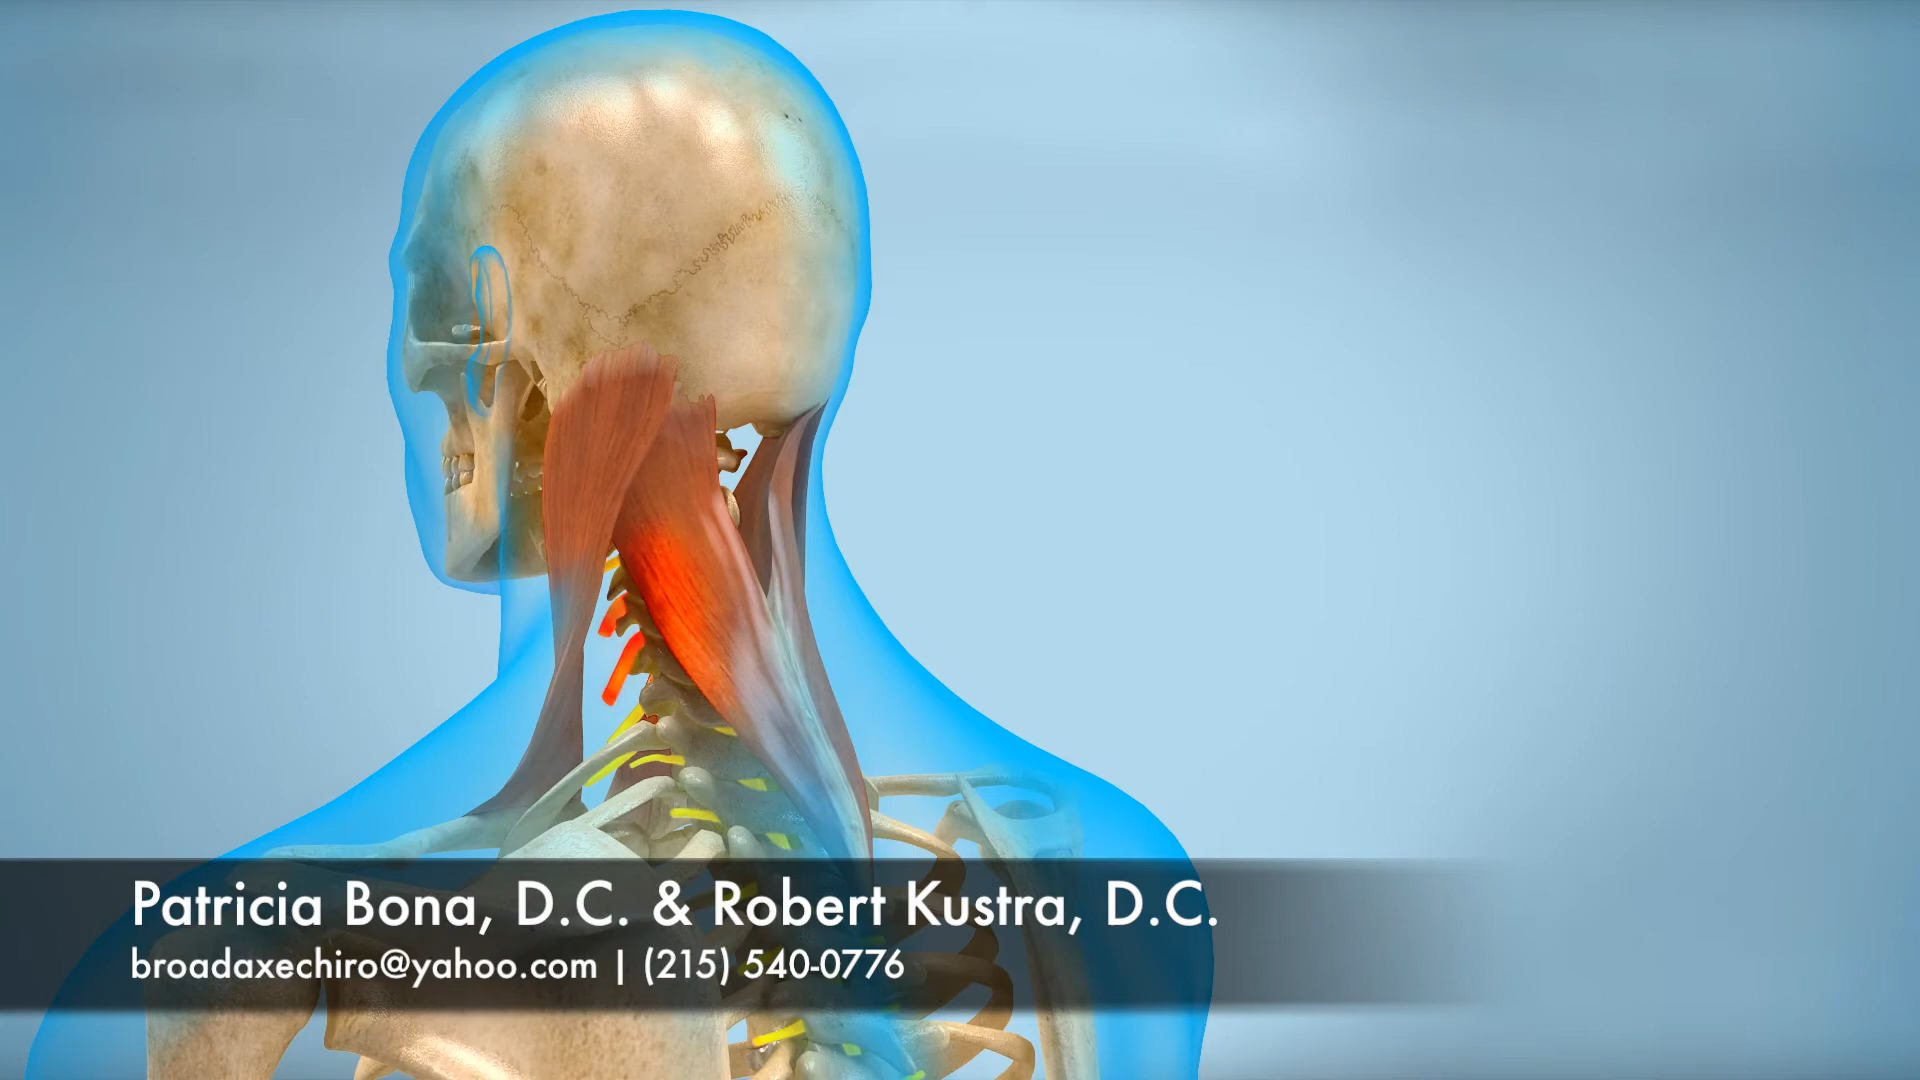 Patricia Bona, D.C. & Robert Kustra, D.C.
broadaxechiro@yahoo.com | (215) 540-0776